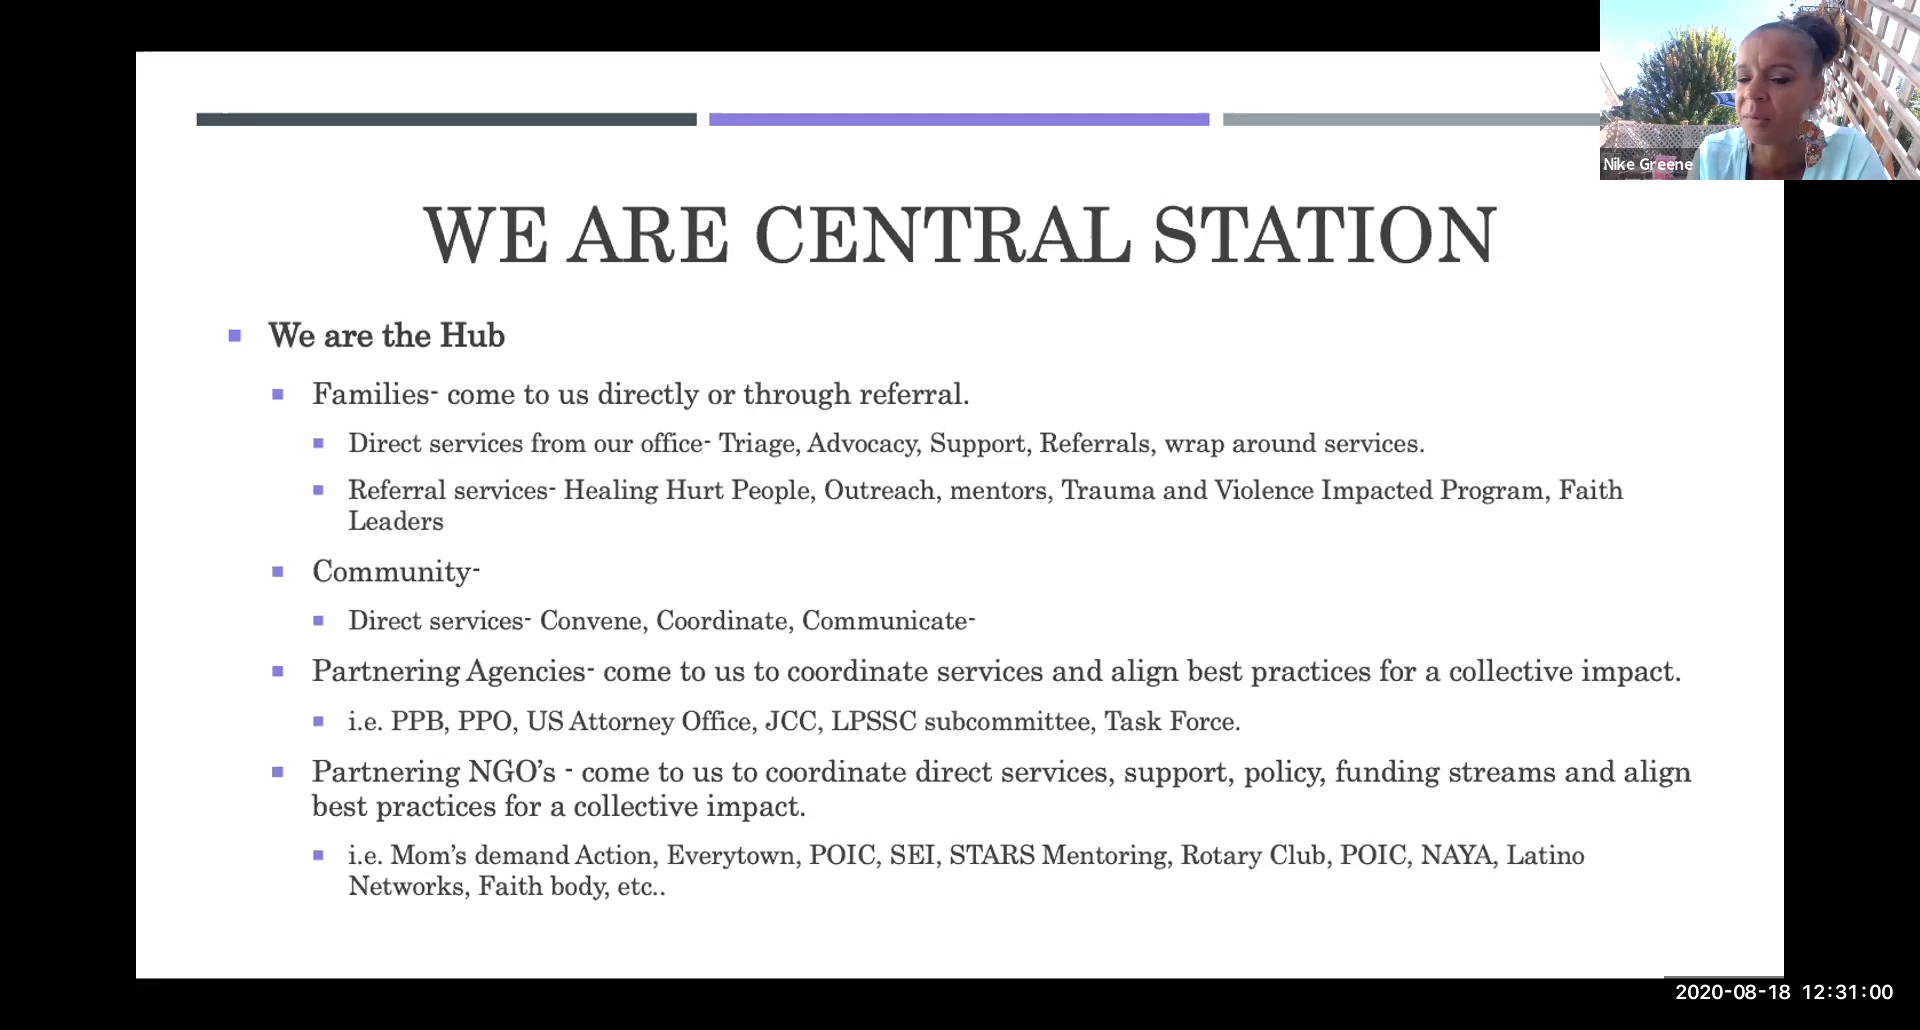 Nike Greene
WE ARE CENTRAL STATION
We are the Hub
Families- come to us directly or through referral.
Direct services from our office- Triage, Advocacy, Support, Referrals, wrap around services.
Referral services- Healing Hurt People, Outreach, mentors, Trauma and Violence Impacted Program, Faith
Leaders
Community-
Direct services- Convene, Coordinate, Communicate-
Partnering Agencies- come to us to coordinate services and align best practices for a collective impact.
i.e. PPB, PPO, US Attorney Office, JCC, LPSSC subcommittee, Task Force.
Partnering NGO’s - come to us to coordinate direct services, support, policy, funding streams and align
best practices for a collective impact.
i.e. Mom’s demand Action, Everytown, POIC, SEI, STARS Mentoring, Rotary Club, POIC, NAYA, Latino
Networks, Faith body, etc..
2020-08-18 12:31:00